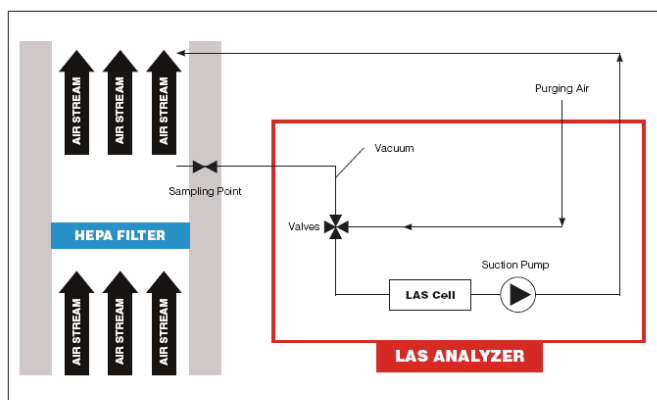 AIR STREAM
AIR STREAM
AIR STREAM
Purging Air
Vacuum
Sampling Point
Valves
HEPA FILTER
Suction Pump
LAS Cell
AIR STREAM
AIR STREAM
AIR STREAM
LAS ANALYZER